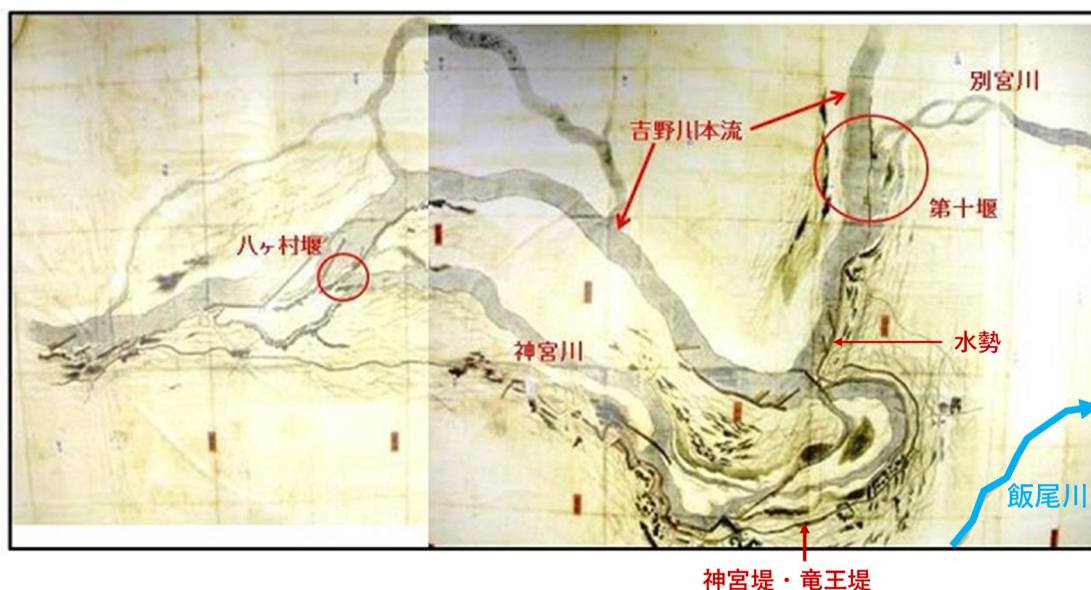 別宮川
吉野川本流
第十堰
八ヶ村堰
水勢
神宮川
飯尾川
神宮堤・竜王堤